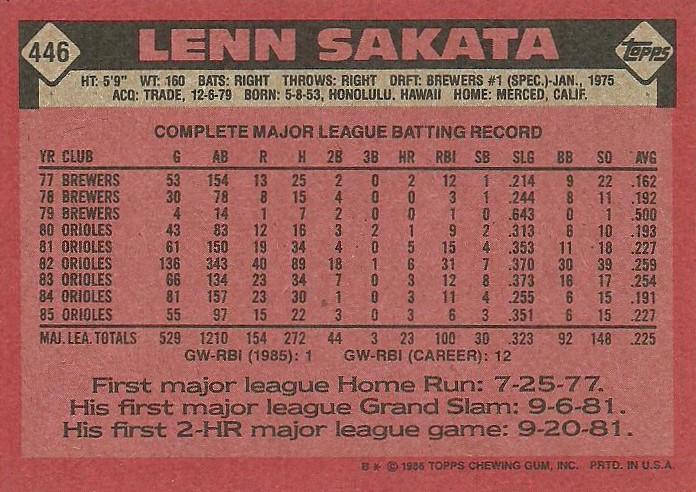 446 LENN SAKATA Topps
HT: 5'9" WT: 160 BATS: RIGHT THROWS: RIGHT DRFT: BREWERS #1 (SPEC.)-JAN., 1975
ACQ: TRADE, 12-6-79 BORN: 5-8-53, HONOLULU, HAWAII HOME: MERCED, CALIF.
COMPLETE MAJOR LEAGUE BATTING RECORD
YR CLUB G AB R H 2B 3B HR RBI SB SLG BB SO AVG
77 BREWERS 53 154 13 25 2 0 2 12 1 .214 9 22 .162
78 BREWERS 30 78 8 15 4 0 0 3 1 .244 8 11 .192
79 BREWERS 4 14 1 7 2 0 0 1 0 .643 0 1 .500
80 ORIOLES 43 83 12 16 3 2 1 9 2 .313 6 10 .193
81 ORIOLES 61 150 19 34 4 0 5 15 4 .353 11 18 .227
82 ORIOLES 136 343 40 89 18 1 6 31 7 .370 30 39 .259
83 ORIOLES 66 134 23 34 7 0 3 12 8 .373 16 17 .254
84 ORIOLES 81 157 23 30 1 0 3 11 4 .255 6 15 .191
85 ORIOLES 55 97 15 22 3 0 3 6 3 .351 6 15 .227
MAJ. LEA. TOTALS 529 1210 154 272 44 3 23 100 30 .323 92 148 .225
GW-RBI (1985): 1 GW-RBI (CAREER): 12
First major league Home Run: 7-25-77.
His first major league Grand Slam: 9-6-81.
His first 2-HR major league game: 9-20-81.
B* © 1986 TOPPS CHEWING GUM, INC. PRTD. IN U.S.A.